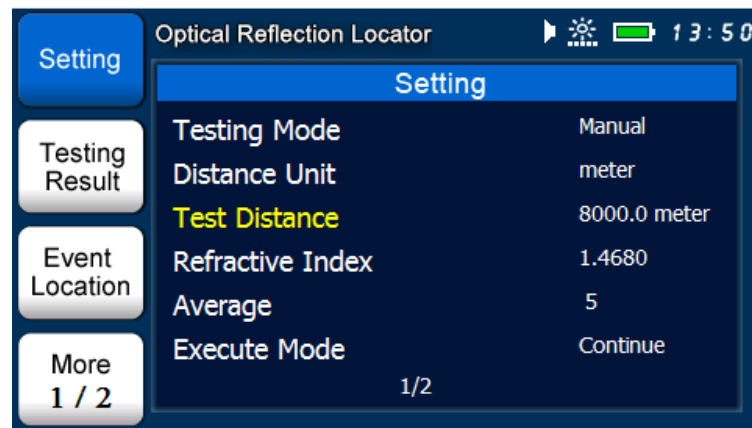 Optical Reflection Locator 13:50
Setting
Setting
Testing Mode Manual
Distance Unit meter
Test Distance 8000.0 meter
Refractive Index 1.4680
Average 5
Execute Mode Continue
1/2
Testing
Result
Event
Location
More
1 / 2